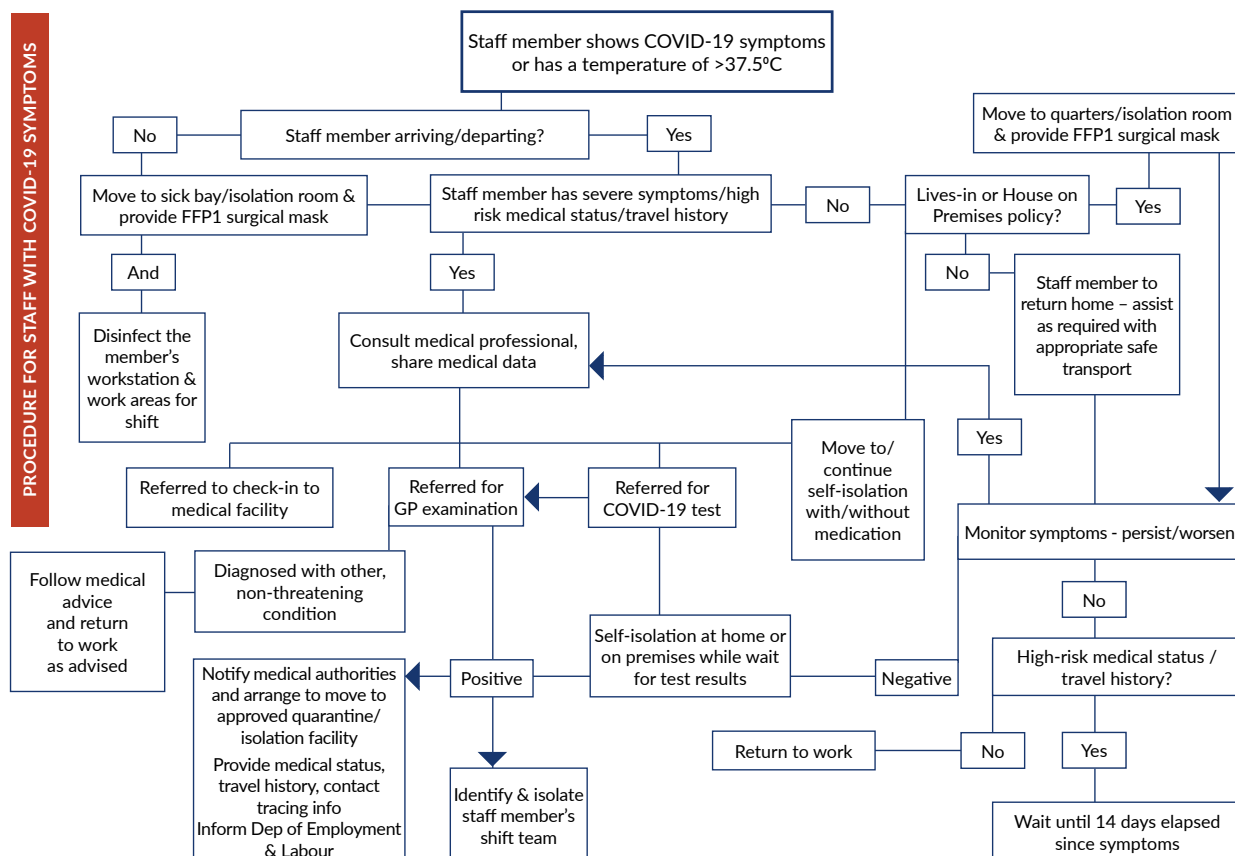 PROCEDURE FOR STAFF WITH COVID-19 SYMPTOMS
Staff member shows COVID-19 symptoms
or has a temperature of >37.5⁰C
No
Staff member arriving/departing?
Yes
Move to quarters/isolation room
& provide FFP1 surgical mask
Move to sick bay/isolation room &
provide FFP1 surgical mask
Staff member has severe symptoms/high
risk medical status/travel history
No
Lives-in or House on
Premises policy?
Yes
And
Yes
No
Staff member to
return home – assist
as required with
appropriate safe
transport
Disinfect the
member's
workstation &
work areas for
shift
Consult medical professional,
share medical data
Yes
Referred to check-in to
medical facility
Referred for
GP examination
Referred for
COVID-19 test
Move to/
continue
self-isolation
with/without
medication
Monitor symptoms - persist/worsen
Follow medical
advice
and return
to work
as advised
Diagnosed with other,
non-threatening
condition
No
Self-isolation at home or
on premises while wait
for test results
Notify medical authorities
and arrange to move to
approved quarantine/
isolation facility
Provide medical status,
travel history, contact
tracing info
Inform Dep of Employment
& Labour
Positive
Negative
High-risk medical status /
travel history?
Return to work
No
Yes
Identify & isolate
staff member's
shift team
Wait until 14 days elapsed
since symptoms